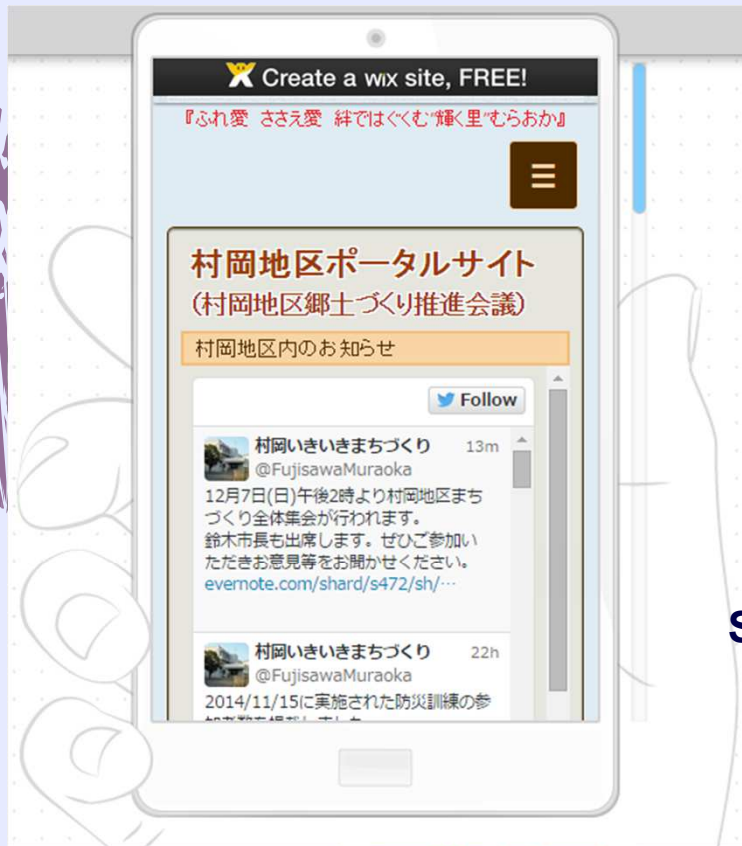 Create a WiX site, FREE!
『ふれ愛 ささえ愛 絆ではぐくむ"輝く里"むらおか』
村岡地区ポータルサイト
(村岡地区郷土づくり推進会議)
村岡地区内のお知らせ
Follow
村岡いきいきまちづくり 13m
@FujisawaMuraoka
12月7日(日)午後2時より村岡地区まち
づくり全体集会が行われます。
鈴木市長も出席します。ぜひご参加い
ただきお意見等をお聞かせください。
evernote.com/shard/s472/sh/…
S
村岡いきいきまちづくり 22h
@FujisawaMuraoka
2014/11/15に実施された防災訓練の参